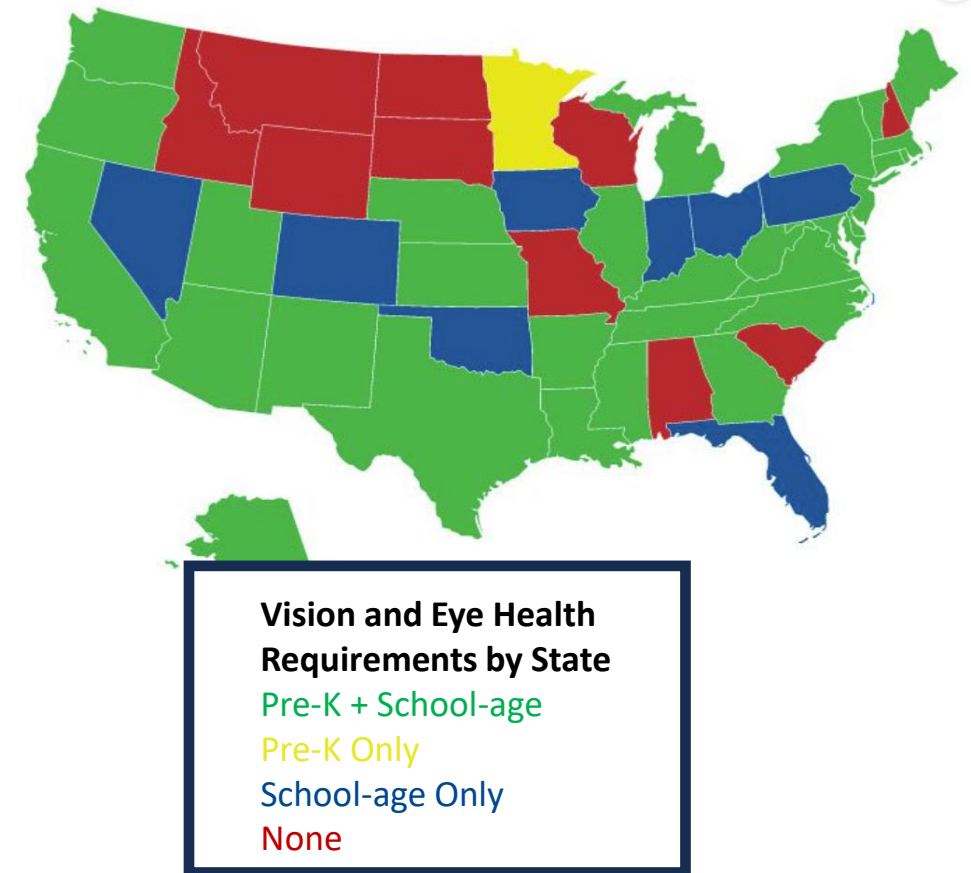 Vision and Eye Health
Requirements by State
Pre-K + School-age
Pre-K Only
School-age Only
None